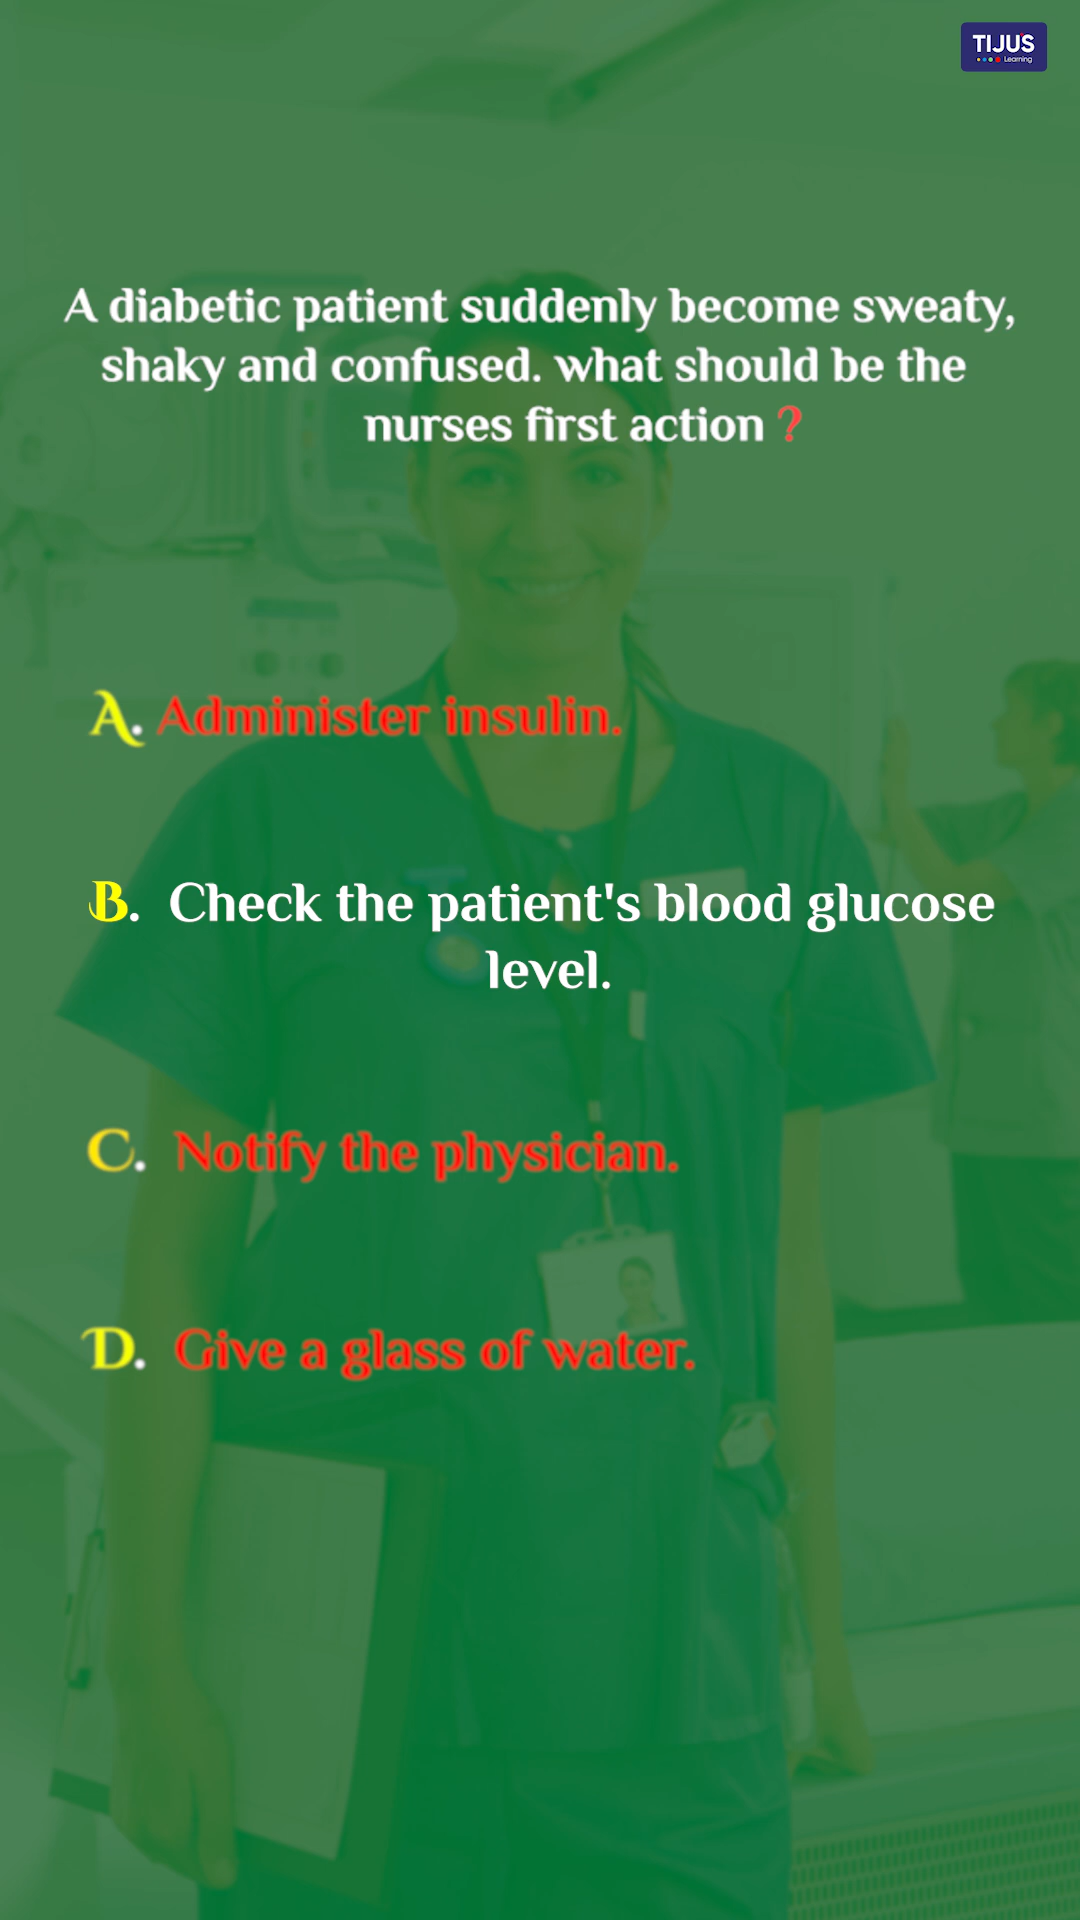 TIJUS
Learning
A diabetic patient suddenly become sweaty,
shaky and confused. what should be the
nurses first action ?
A. Administer insulin.
B. Check the patient's blood glucose
level.
C. Notify the physician.
D. Give a glass of water.